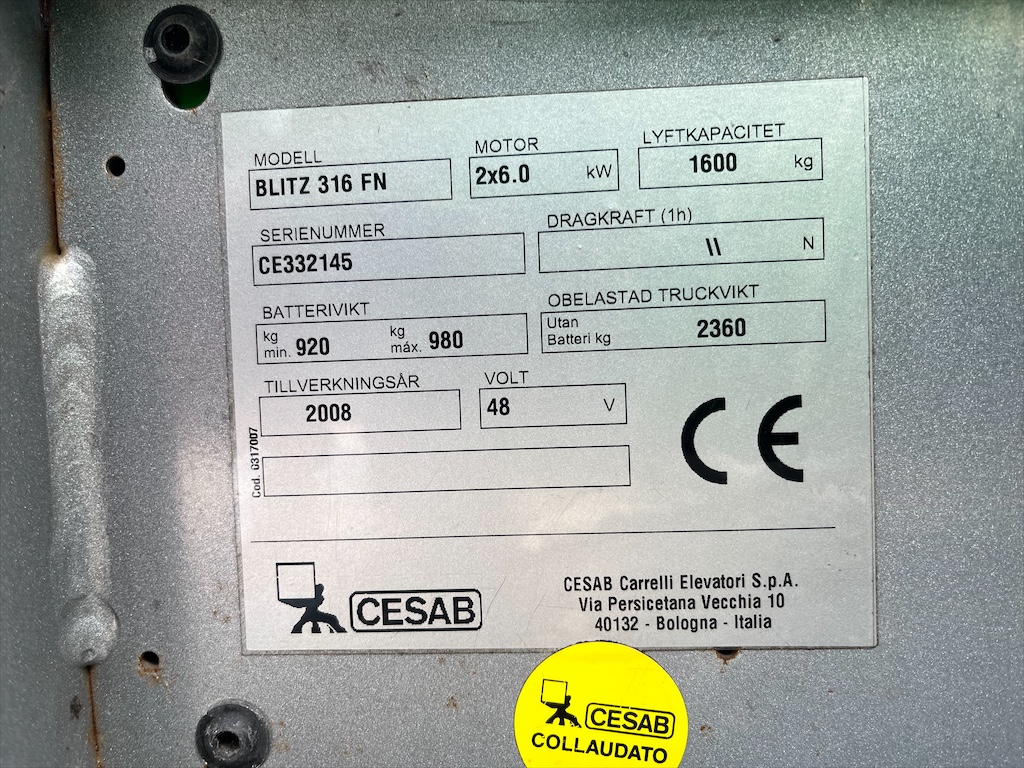 MODELL
BLITZ 316 FN
MOTOR
2x6.0 kW
LYFTKAPACITET
1600 kg
SERIENUMMER
CE332145
DRAGKRAFT (1h)
\\ N
BATTERIVIKT
kg min. 920 kg máx. 980
OBELASTAD TRUCKVIKT
Utan Batteri kg 2360
TILLVERKNINGSÅR
2008
VOLT
48 V
Cod. 0317007
CE
CESAB
CESAB Carrelli Elevatori S.p.A.
Via Persicetana Vecchia 10
40132 - Bologna - Italia
CESAB
COLLAUDATO